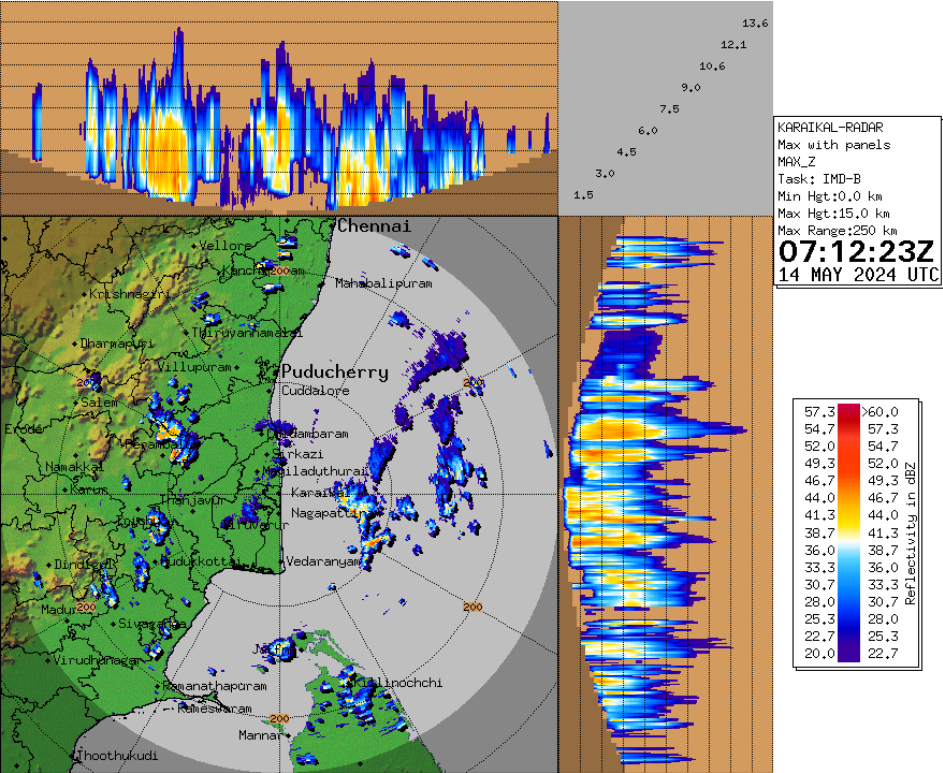 13.6
12.1
10.6
9.0
7.5
6.0
4.5
3.0
1.5
KARAIKAL-RADAR
Max with panels
MAX_Z
Task: IMD-B
Min Hgt:0.0 km
Max Hgt:15.0 km
Max Range:250 km
07:12:23Z
14 MAY 2024 UTC
Chennai
Vellore
200
Mahabalipuram
Krishnagiri
Thiruvannamalai
Dharmapuri
Villupuram
Puducherry
200
200
Cuddalore
Salem
Erode
Chidambaram
Sirkazi
Namakkal
Mayiladuthurai
Karur
Karaikal
Thanjavur
Nagapattinam
Tiruvarur
Dindigul
Pudukkottai
Vedaranyam
Madurai
200
200
Sivaganga
Virudhunagar
Jaffna
Killinochchi
Ramanathapuram
Rameswaram
200
Mannar
Thoothukudi
57.3 60.0
54.7 57.3
52.0 54.7
49.3 52.0
46.7 49.3
44.0 46.7
41.3 44.0
38.7 41.3
36.0 38.7
33.3 36.0
30.7 33.3
28.0 30.7
25.3 28.0
22.7 25.3
20.0 22.7
Reflectivity in dBZ